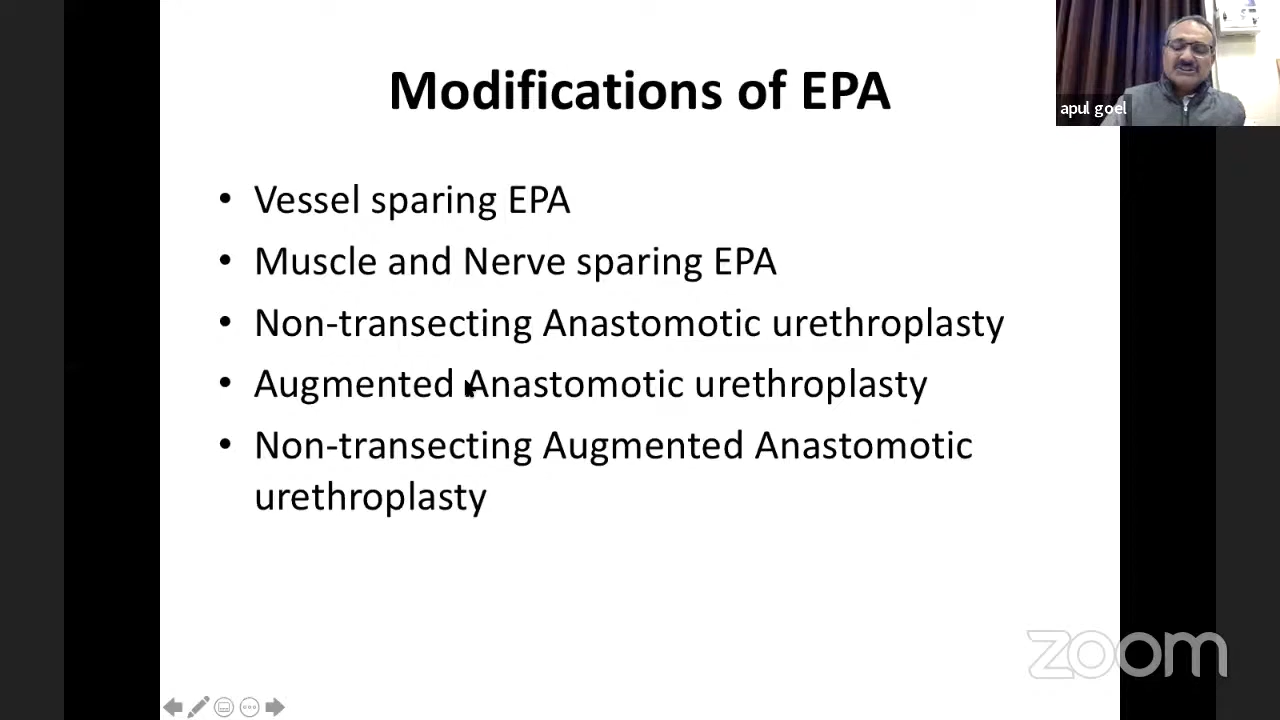 Modifications of EPA
apul goel
• Vessel sparing EPA
• Muscle and Nerve sparing EPA
• Non-transecting Anastomotic urethroplasty
• Augmented Anastomotic urethroplasty
• Non-transecting Augmented Anastomotic
urethroplasty
zoom